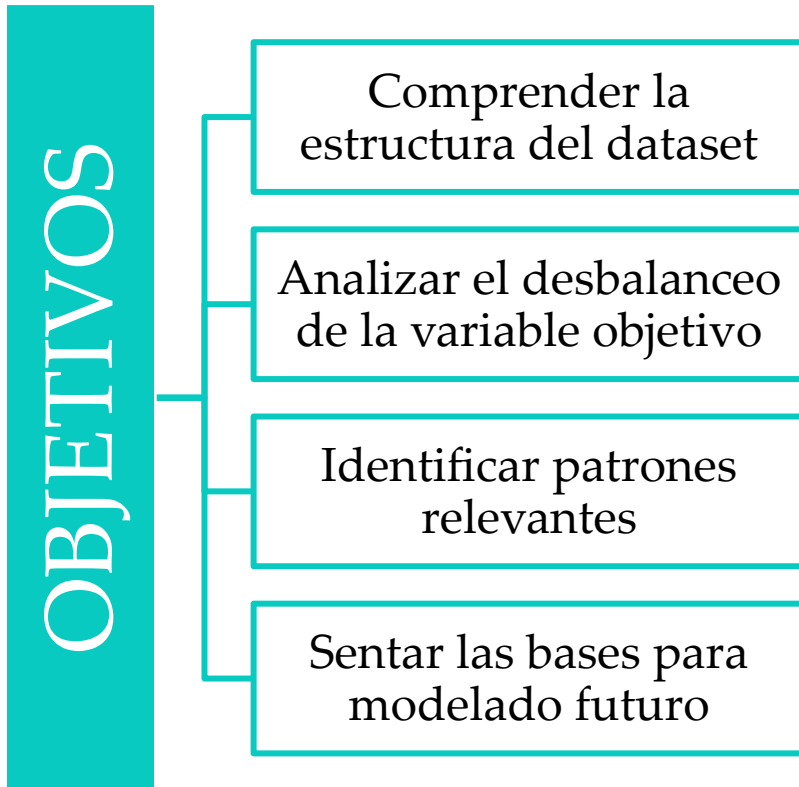 OBJETIVOS
Comprender la
estructura del dataset
Analizar el desbalanceo
de la variable objetivo
Identificar patrones
relevantes
Sentar las bases para
modelado futuro